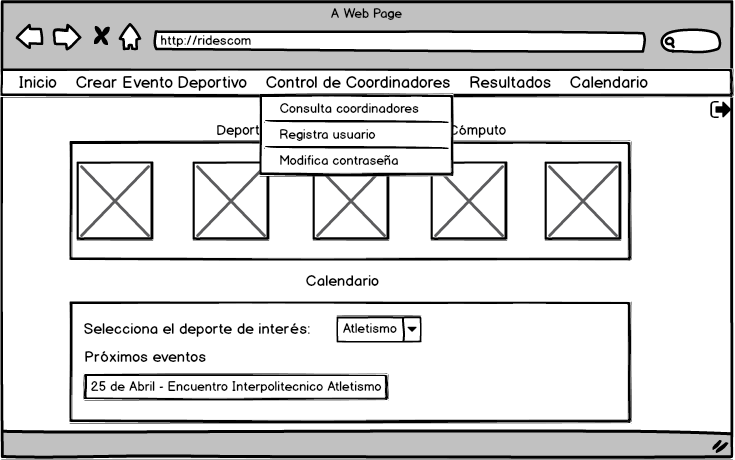 A Web Page
http://ridescom
Inicio Crear Evento Deportivo Control de Coordinadores Resultados Calendario
Consulta coordinadores
Registra usuario
Modifica contraseña
Deport Cómputo
Calendario
Selecciona el deporte de interés: Atletismo
Próximos eventos
25 de Abril - Encuentro Interpolitecnico Atletismo